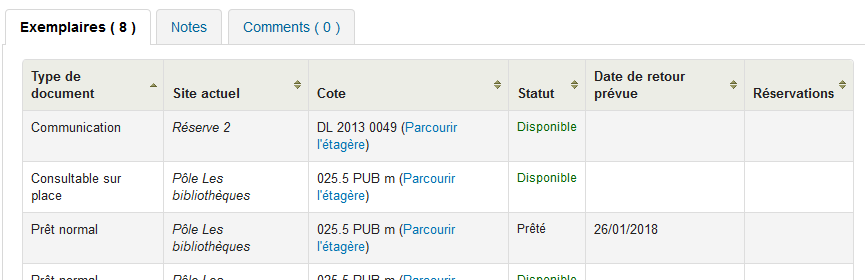 Exemplaires ( 8 ) Notes Comments ( 0 )
Type de document Site actuel Cote Statut Date de retour prévue Réservations
Communication Réserve 2 DL 2013 0049 (Parcourir l'étagère) Disponible
Consultable sur place Pôle Les bibliothèques 025.5 PUB m (Parcourir l'étagère) Disponible
Prêt normal Pôle Les bibliothèques 025.5 PUB m (Parcourir l'étagère) Prêté 26/01/2018
Prêt normal Pôle Les 025.5 PUB m (Parcourir Disponible